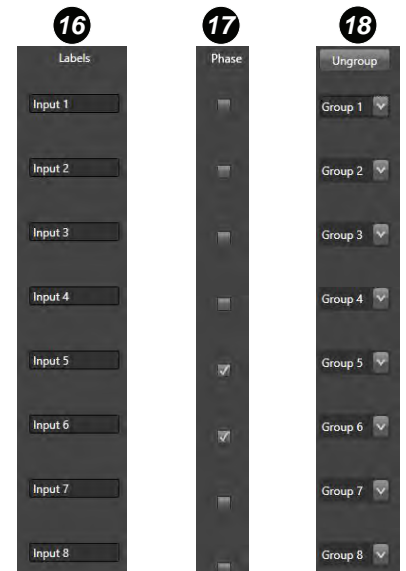 16 17 18
Labels Phase Ungroup
Input 1 Group 1
Input 2 Group 2
Input 3 Group 3
Input 4 Group 4
Input 5 Group 5
Input 6 Group 6
Input 7 Group 7
Input 8 Group 8